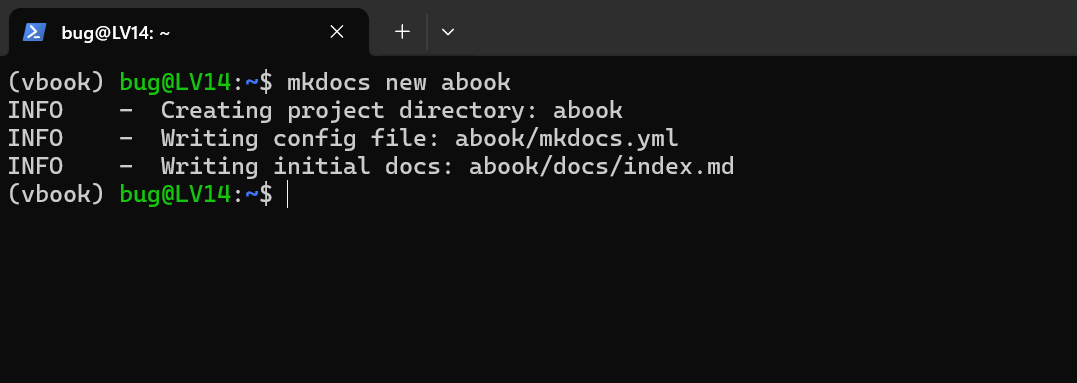 bug@LV14: ~
(vbook) bug@LV14:~$ mkdocs new abook
INFO    -  Creating project directory: abook
INFO    -  Writing config file: abook/mkdocs.yml
INFO    -  Writing initial docs: abook/docs/index.md
(vbook) bug@LV14:~$